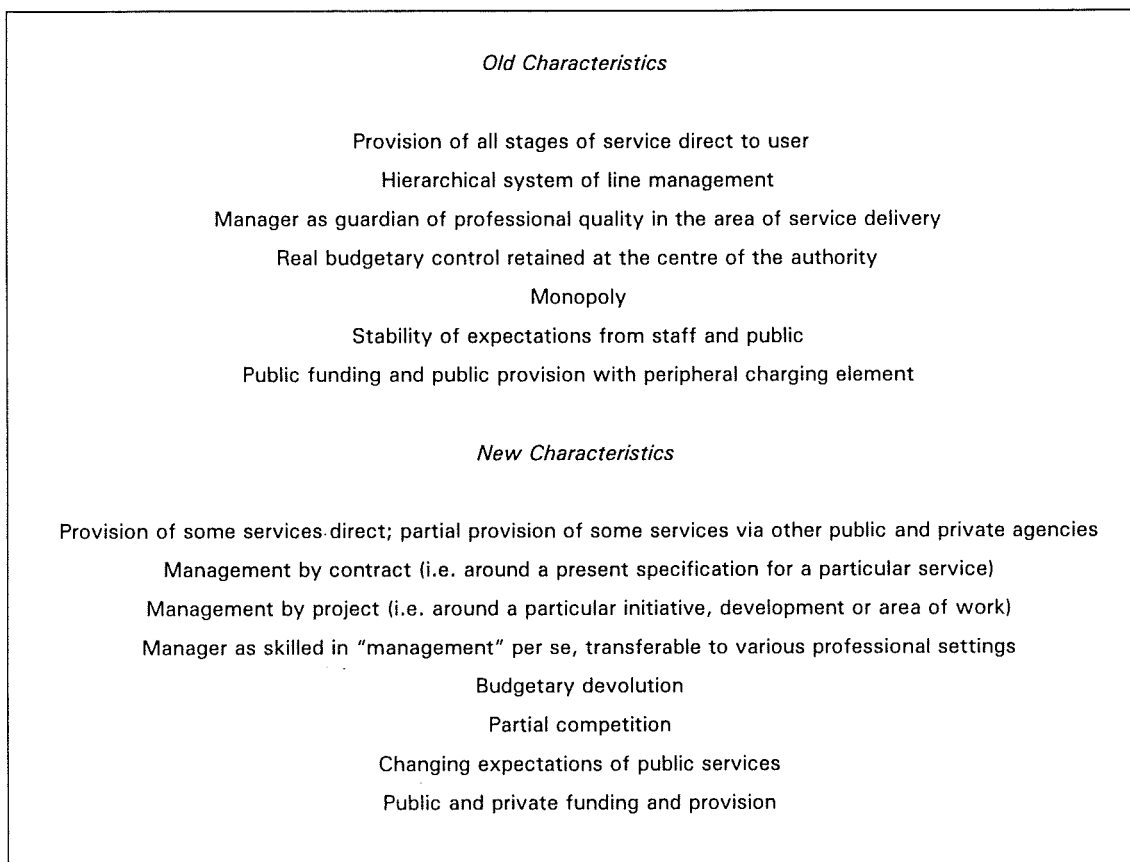 Old Characteristics
Provision of all stages of service direct to user
Hierarchical system of line management
Manager as guardian of professional quality in the area of service delivery
Real budgetary control retained at the centre of the authority
Monopoly
Stability of expectations from staff and public
Public funding and public provision with peripheral charging element
New Characteristics
Provision of some services direct; partial provision of some services via other public and private agencies
Management by contract (i.e. around a present specification for a particular service)
Management by project (i.e. around a particular initiative, development or area of work)
Manager as skilled in "management" per se, transferable to various professional settings
Budgetary devolution
Partial competition
Changing expectations of public services
Public and private funding and provision